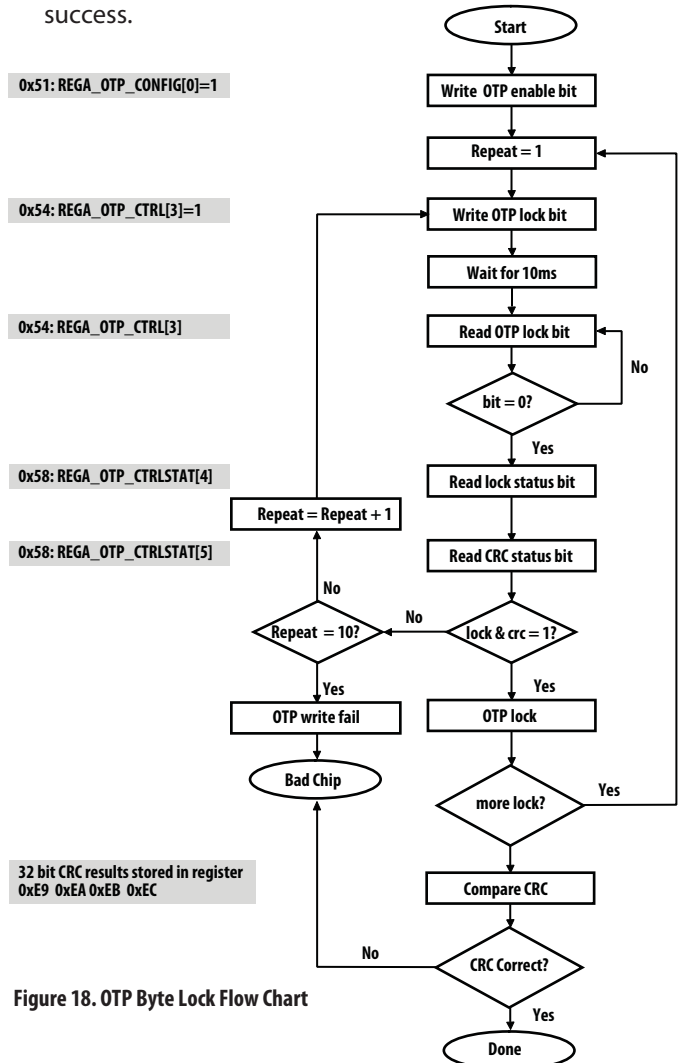 success.
Start
0x51: REGA_OTP_CONFIG[0]=1
Write OTP enable bit
Repeat = 1
0x54: REGA_OTP_CTRL[3]=1
Write OTP lock bit
Wait for 10ms
0x54: REGA_OTP_CTRL[3]
Read OTP lock bit
No
bit = 0?
Yes
0x58: REGA_OTP_CTRLSTAT[4]
Read lock status bit
Repeat = Repeat + 1
0x58: REGA_OTP_CTRLSTAT[5]
Read CRC status bit
No
Repeat = 10?
No
lock & crc = 1?
Yes
Yes
OTP write fail
OTP lock
Bad Chip
more lock?
Yes
32 bit CRC results stored in register
0xE9 0xEA 0xEB 0xEC
Compare CRC
No
CRC Correct?
Figure 18. OTP Byte Lock Flow Chart
Yes
Done